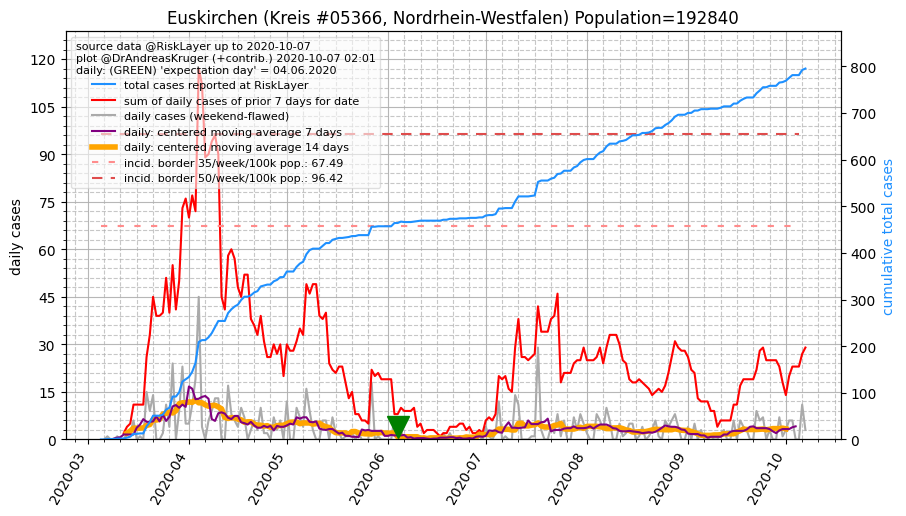 Euskirchen (Kreis #05366, Nordrhein-Westfalen) Population=192840
source data @RiskLayer up to 2020-10-07
plot @DrAndreasKruger (+contrib.) 2020-10-07 02:01
daily: (GREEN) 'expectation day' = 04.06.2020
total cases reported at RiskLayer
sum of daily cases of prior 7 days for date
daily cases (weekend-flawed)
daily: centered moving average 7 days
daily: centered moving average 14 days
incid. border 35/week/100k pop.: 67.49
incid. border 50/week/100k pop.: 96.42
daily cases
120
105
90
75
60
45
30
15
0
cumulative total cases
800
700
600
500
400
300
200
100
0
2020-03
2020-04
2020-05
2020-06
2020-07
2020-08
2020-09
2020-10